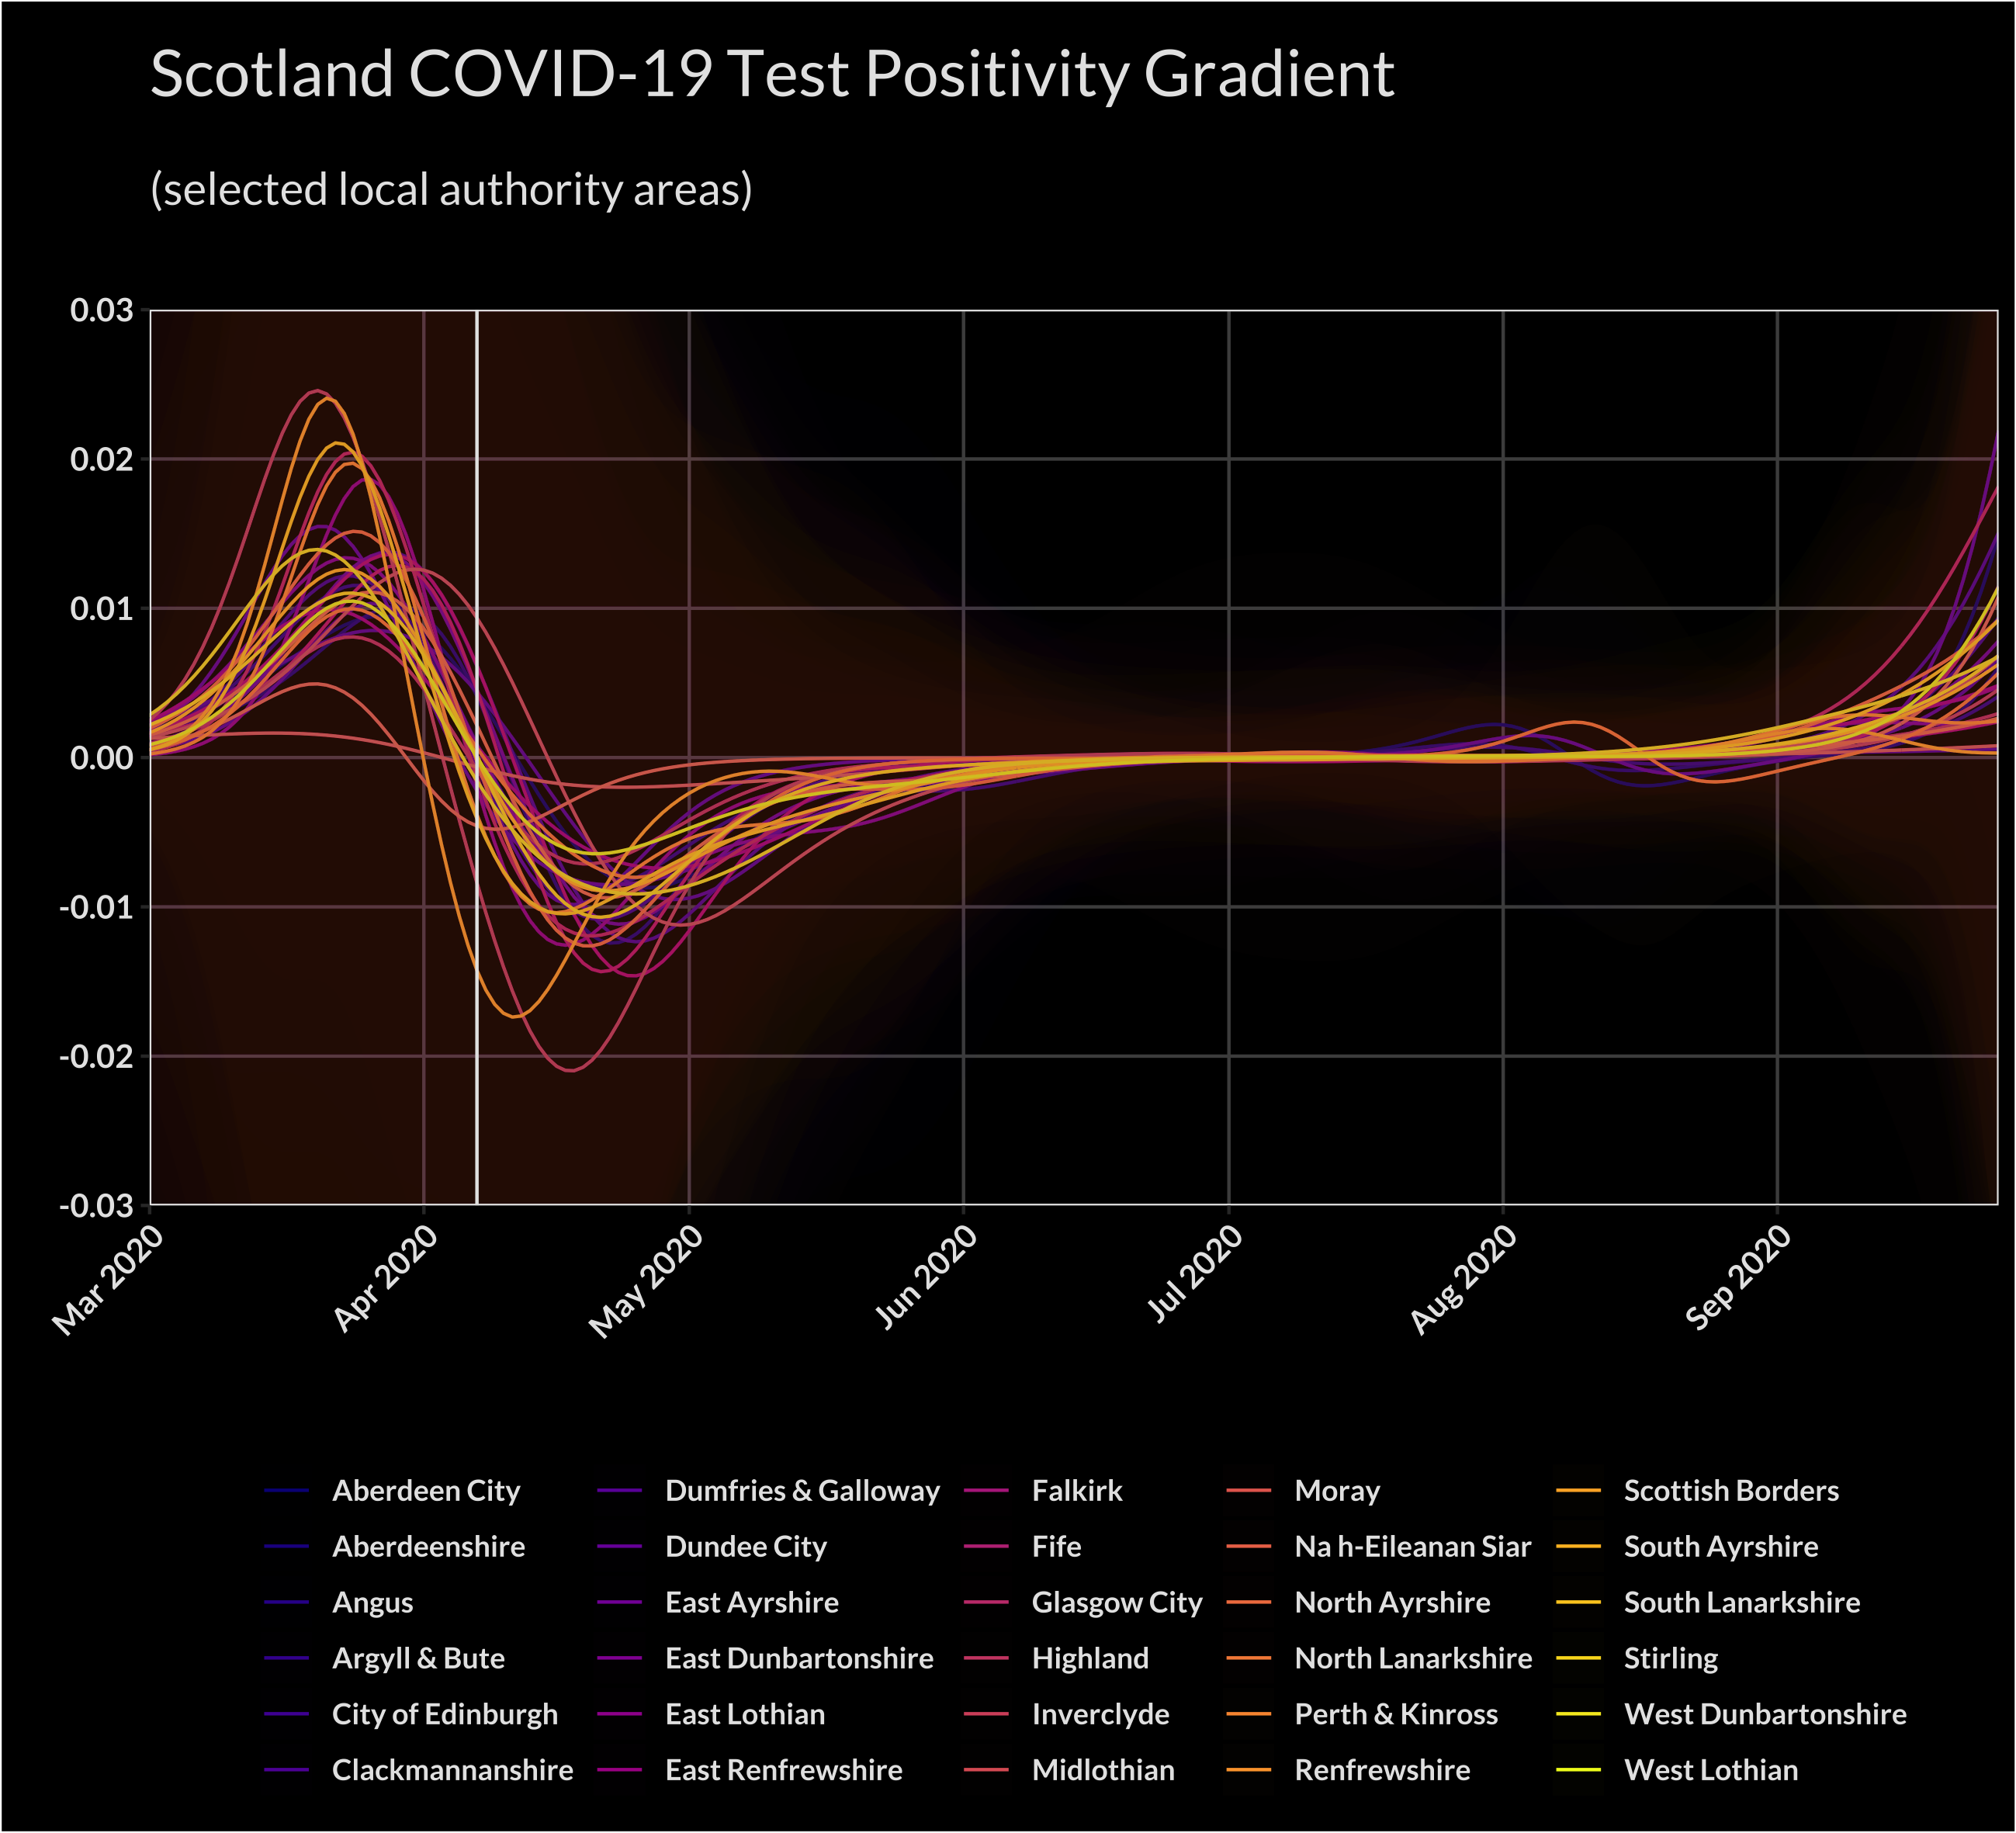 Scotland COVID-19 Test Positivity Gradient
(selected local authority areas)
0.03
0.02
0.01
0.00
-0.01
-0.02
-0.03
Mar 2020
Apr 2020
May 2020
Jun 2020
Jul 2020
Aug 2020
Sep 2020
Aberdeen City
Aberdeenshire
Angus
Argyll & Bute
City of Edinburgh
Clackmannanshire
Dumfries & Galloway
Dundee City
East Ayrshire
East Dunbartonshire
East Lothian
East Renfrewshire
Falkirk
Fife
Glasgow City
Highland
Inverclyde
Midlothian
Moray
Na h-Eileanan Siar
North Ayrshire
North Lanarkshire
Perth & Kinross
Renfrewshire
Scottish Borders
South Ayrshire
South Lanarkshire
Stirling
West Dunbartonshire
West Lothian